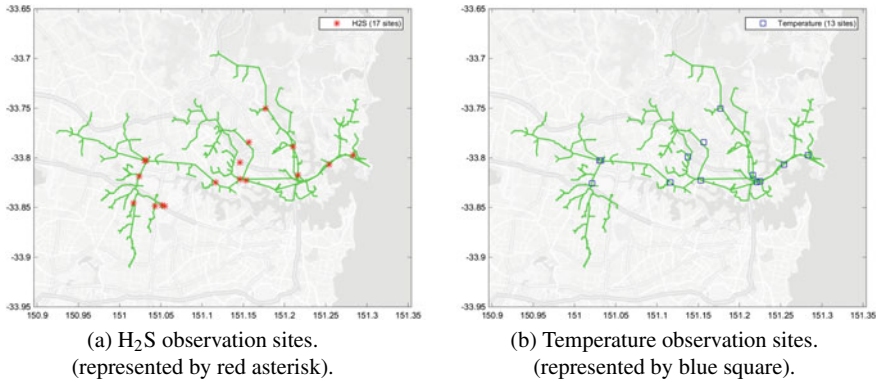 -33.65
H2S (17 sites)
-33.7
-33.75
-33.8
-33.85
-33.9
-33.95
150.9 150.95 151 151.05 151.1 151.15 151.2 151.25 151.3 151.35
(a) H₂S observation sites.
(represented by red asterisk).
-33.65
Temperature (13 sites)
-33.7
-33.75
-33.8
-33.85
-33.9
-33.95
150.9 150.95 151 151.05 151.1 151.15 151.2 151.25 151.3 151.35
(b) Temperature observation sites.
(represented by blue square).